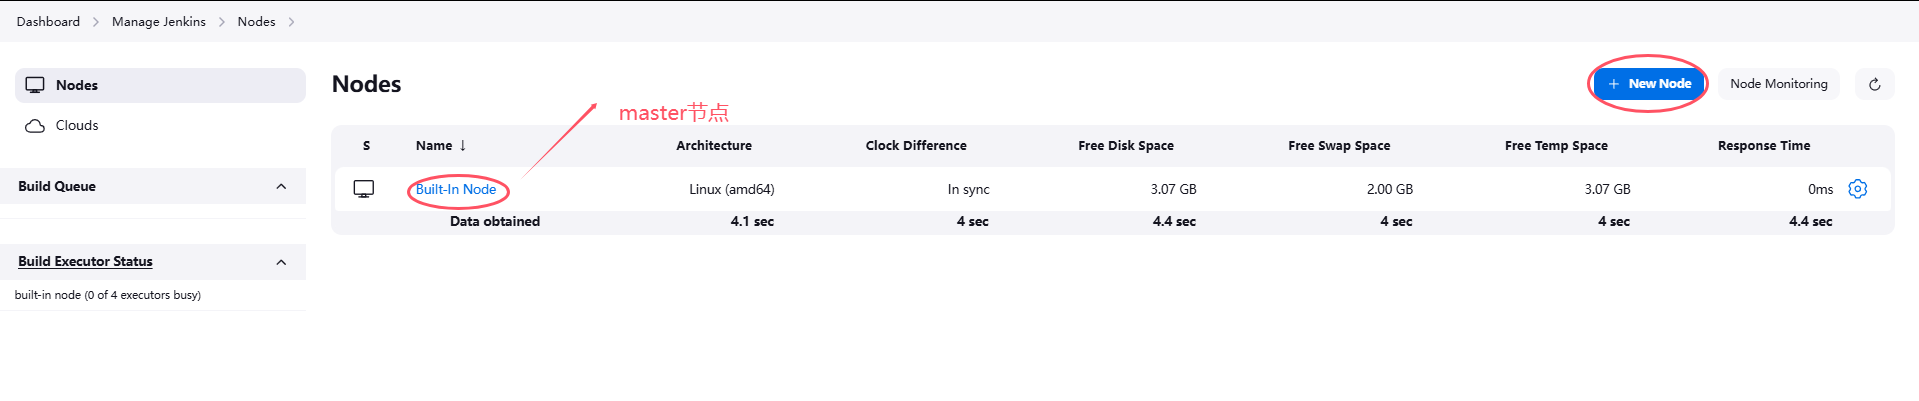 Dashboard > Manage Jenkins > Nodes >
Nodes
Clouds
Build Queue
Build Executor Status
built-in node (0 of 4 executors busy)
Nodes
master节点
+ New Node
Node Monitoring
S Name ↓ Architecture Clock Difference Free Disk Space Free Swap Space Free Temp Space Response Time
Built-In Node Linux (amd64) In sync 3.07 GB 2.00 GB 3.07 GB 0ms
Data obtained 4.1 sec 4 sec 4.4 sec 4 sec 4 sec 4.4 sec